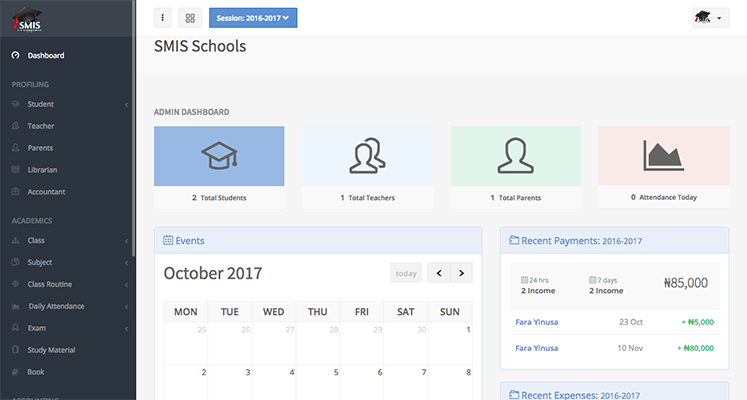 SMIS
Session: 2016-2017
SMIS Schools
Dashboard
PROFILING
Student
Teacher
Parents
Librarian
Accountant
ACADEMICS
Class
Subject
Class Routine
Daily Attendance
Exam
Study Material
Book
ADMIN DASHBOARD
2 Total Students
1 Total Teachers
1 Total Parents
0 Attendance Today
Events
October 2017
today
MON TUE WED THU FRI SAT SUN
25 26 27 28 29 30 1
2 3 4 5 6 7 8
Recent Payments: 2016-2017
24 hrs 7 days ₦85,000
2 Income 2 Income
Fara Yinusa 23 Oct + ₦5,000
Fara Yinusa 10 Nov + ₦80,000
Recent Expenses: 2016-2017